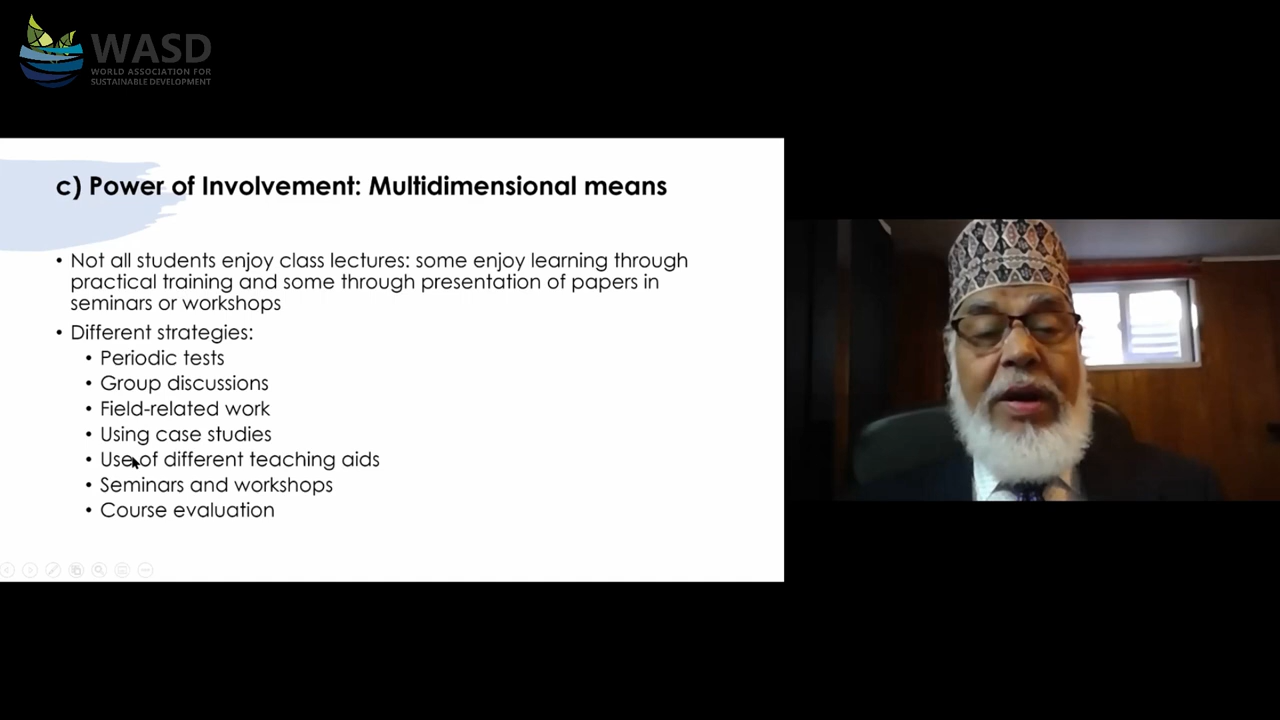 WASD
WORLD ASSOCIATION FOR
SUSTAINABLE DEVELOPMENT
c) Power of Involvement: Multidimensional means
• Not all students enjoy class lectures: some enjoy learning through
practical training and some through presentation of papers in
seminars or workshops
• Different strategies:
• Periodic tests
• Group discussions
• Field-related work
• Using case studies
• Use of different teaching aids
• Seminars and workshops
• Course evaluation